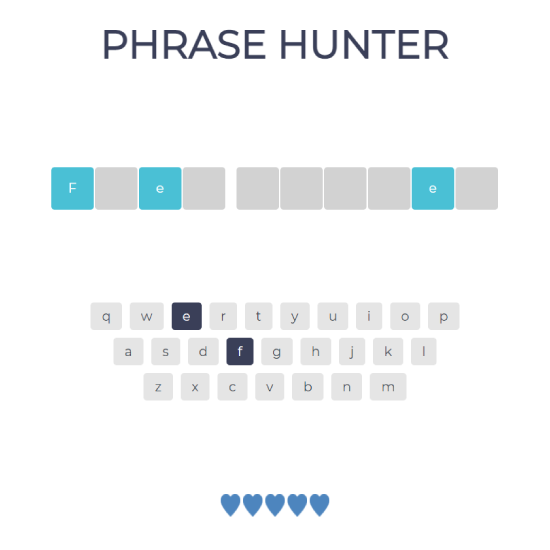 PHRASE HUNTER
F e e
q w e r t y u i o p
a s d f g h j k l
z x c v b n m